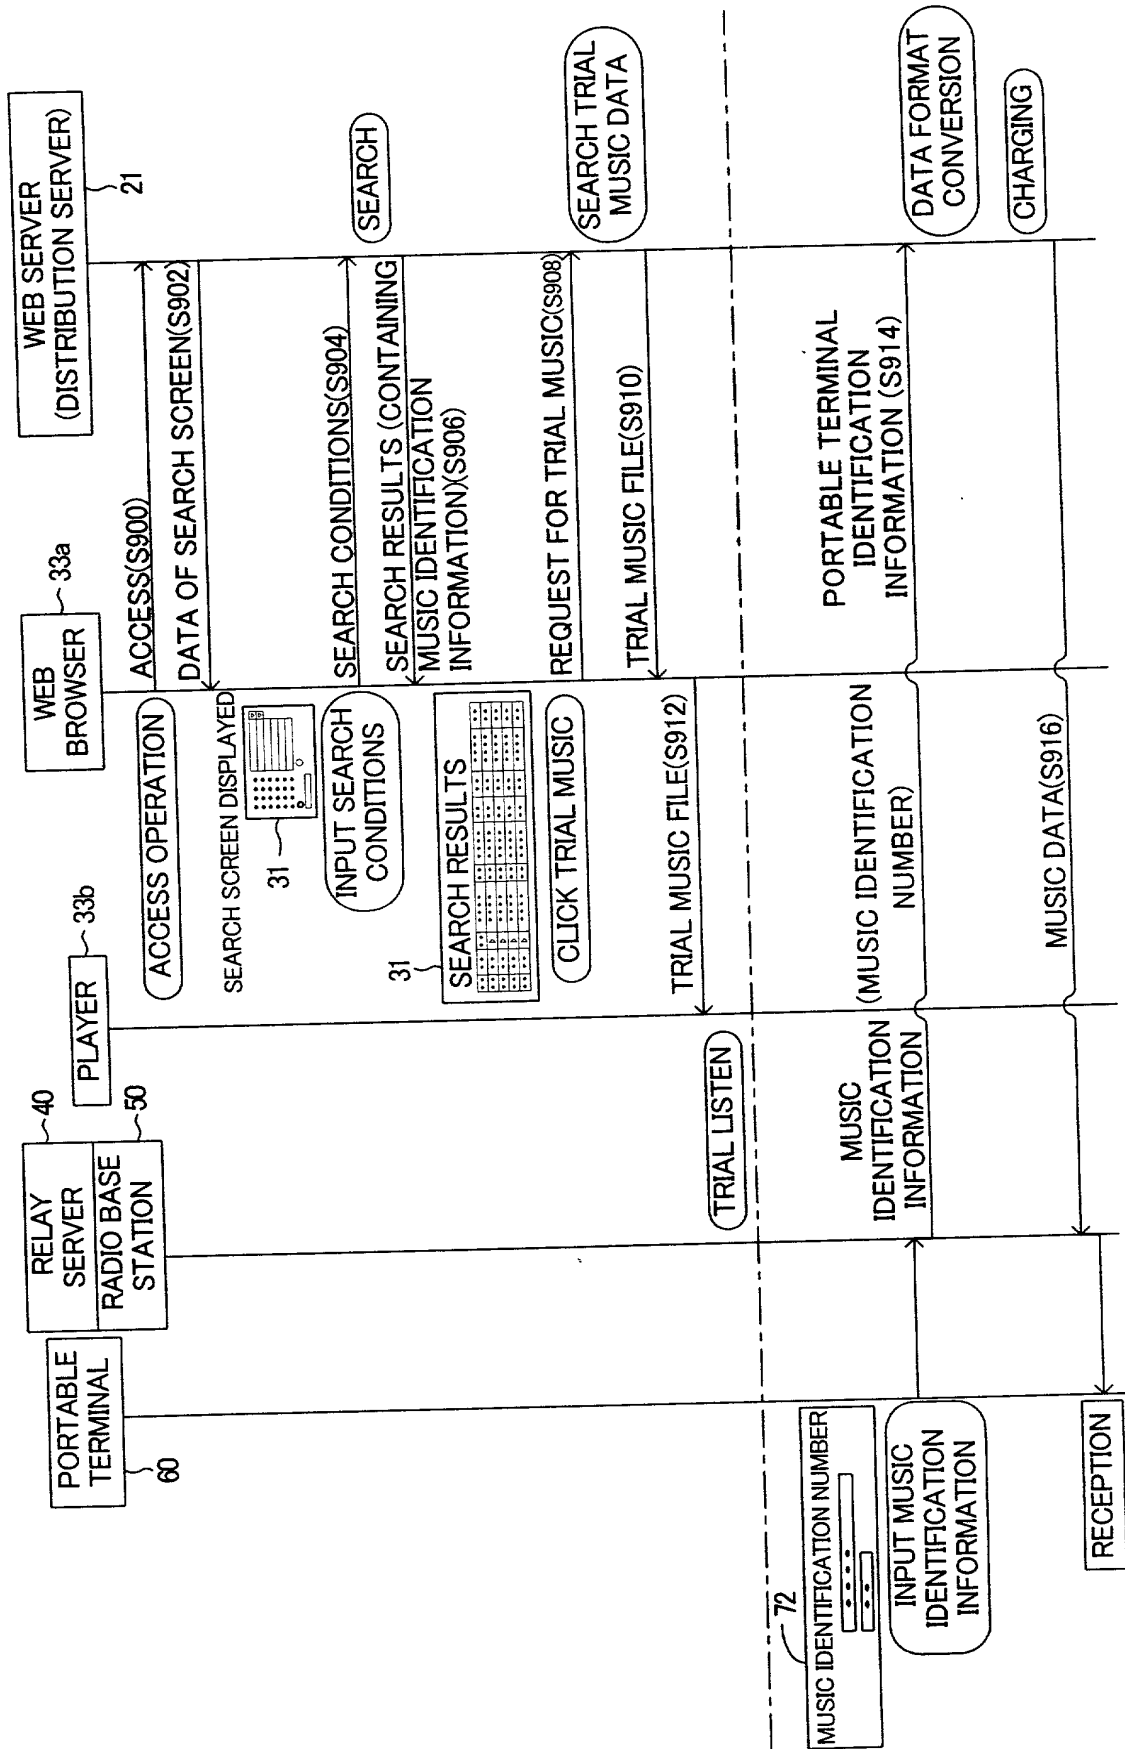 PORTABLE
TERMINAL
60
RELAY
SERVER
40
RADIO BASE
STATION
50
PLAYER
33b
WEB
BROWSER
33a
WEB SERVER
(DISTRIBUTION SERVER)
21
ACCESS OPERATION
ACCESS(S900)
DATA OF SEARCH SCREEN(S902)
SEARCH SCREEN DISPLAYED
31
INPUT SEARCH
CONDITIONS
SEARCH CONDITIONS(S904)
SEARCH
SEARCH RESULTS (CONTAINING
MUSIC IDENTIFICATION
INFORMATION)(S906)
31
SEARCH RESULTS
CLICK TRIAL MUSIC
REQUEST FOR TRIAL MUSIC(S908)
SEARCH TRIAL
MUSIC DATA
TRIAL MUSIC FILE(S910)
TRIAL MUSIC FILE(S912)
TRIAL LISTEN
72
MUSIC IDENTIFICATION NUMBER
INPUT MUSIC
IDENTIFICATION
INFORMATION
MUSIC
IDENTIFICATION
INFORMATION
(MUSIC IDENTIFICATION
NUMBER)
PORTABLE TERMINAL
IDENTIFICATION
INFORMATION (S914)
DATA FORMAT
CONVERSION
CHARGING
MUSIC DATA(S916)
RECEPTION